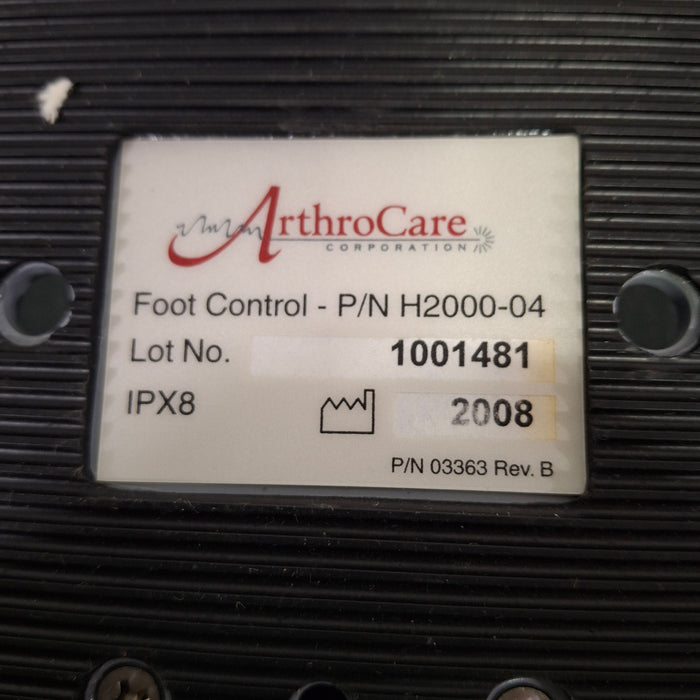 ArthroCare
CORPORATION
Foot Control - P/N H2000-04
Lot No. 1001481
IPX8 2008
P/N 03363 Rev. B